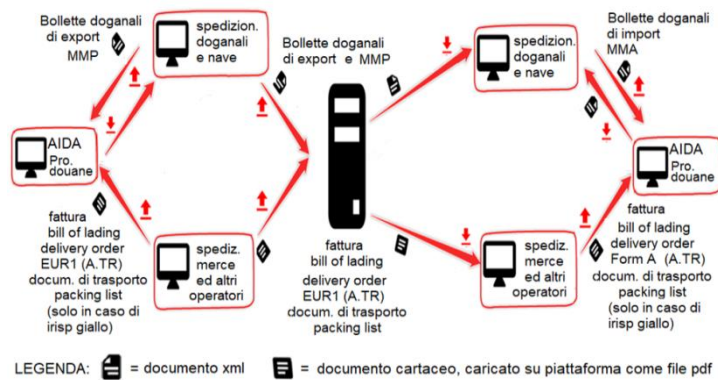 Bollette doganali
di export
MMP
spedizion.
doganali
e nave
Bollette doganali
di export e MMP
spedizion.
doganali
e nave
Bollette doganali
di import
MMA
AIDA
Pro.
douane
AIDA
Pro.
douane
fattura
bill of lading
delivery order
EUR1 (A.TR)
docum. di trasporto
packing list
(solo in caso di
irisp giallo)
spediz.
merce
ed altri
operatori
fattura
bill of lading
delivery order
EUR1 (A.TR)
docum. di trasporto
packing list
spediz.
merce
ed altri
operatori
fattura
bill of lading
delivery order
Form A (A.TR)
docum. di trasporto
packing list
(solo in caso di
irisp giallo)
LEGENDA: = documento xml = documento cartaceo, caricato su piattaforma come file pdf